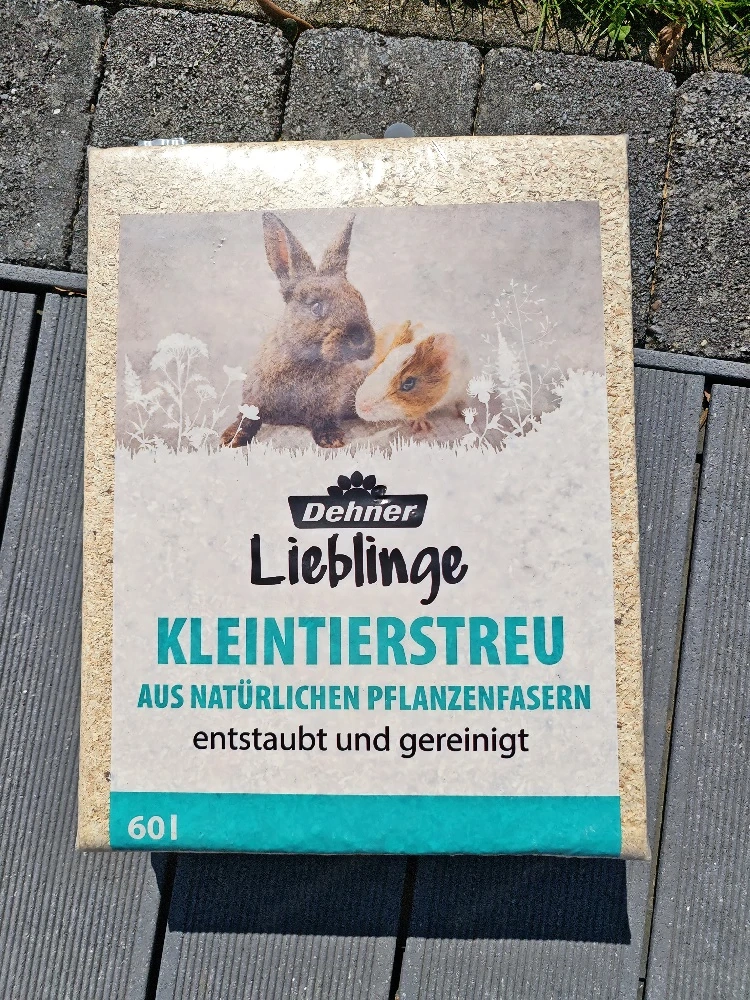 Dehner
Lieblinge
KLEINTIERSTREU
AUS NATÜRLICHEN PFLANZENFASERN
entstaubt und gereinigt
60 l